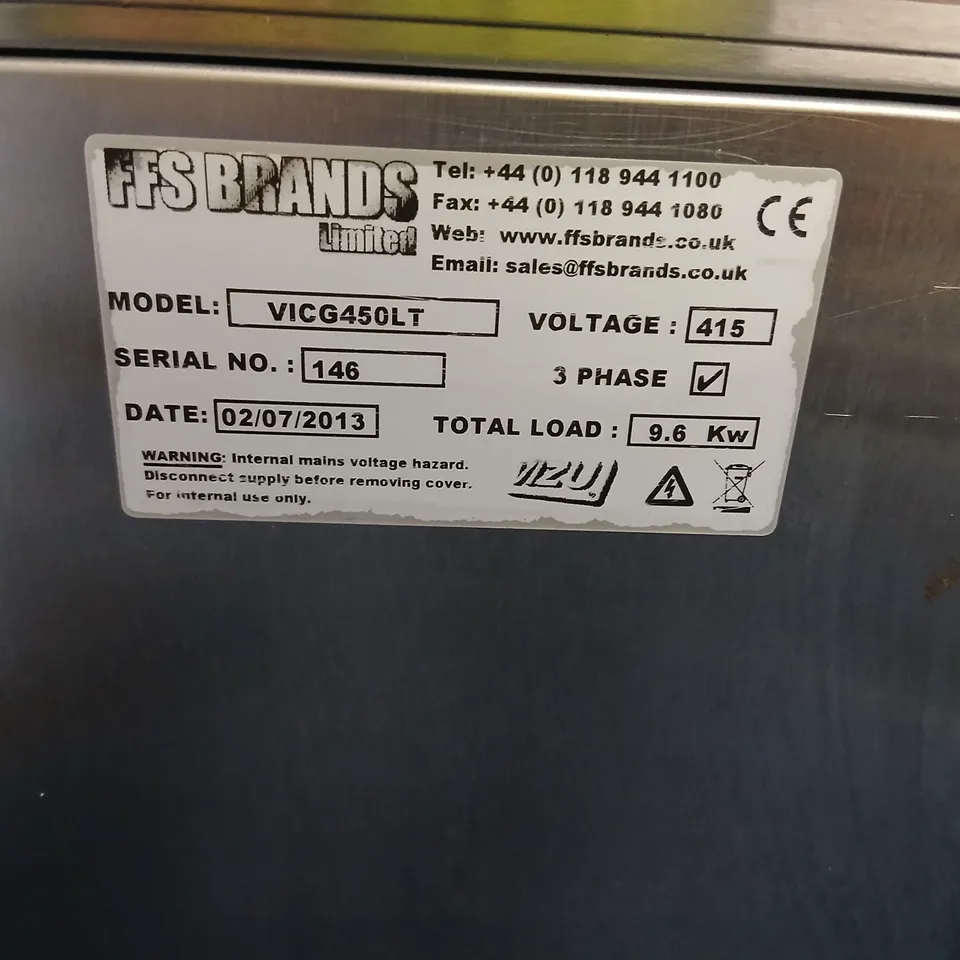 FFS BRANDS
Limited
Tel: +44 (0) 118 944 1100
Fax: +44 (0) 118 944 1080
Web: www.ffsbrands.co.uk
Email: sales@ffsbrands.co.uk
CE
MODEL: VICG450LT
VOLTAGE : 415
SERIAL NO. : 146
3 PHASE ✓
DATE: 02/07/2013
TOTAL LOAD : 9.6 Kw
WARNING: Internal mains voltage hazard.
Disconnect supply before removing cover.
For internal use only.
VIZU